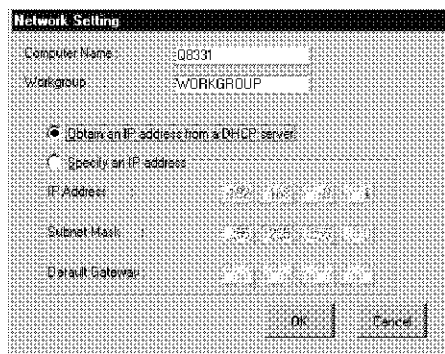 Network Setting
Computer Name: Q8331
Workgroup : WORKGROUP
Obtain an IP address from a DHCP server
Specify an IP address
IP Address :
Subnet Mask :
Default Gateway:
OK Cancel